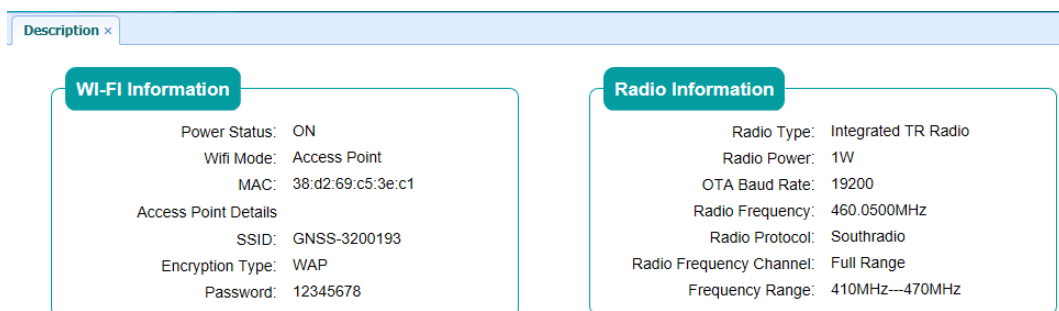 Description ×
WI-FI Information
Power Status: ON
Wifi Mode: Access Point
MAC: 38:d2:69:c5:3e:c1
Access Point Details
SSID: GNSS-3200193
Encryption Type: WAP
Password: 12345678
Radio Information
Radio Type: Integrated TR Radio
Radio Power: 1W
OTA Baud Rate: 19200
Radio Frequency: 460.0500MHz
Radio Protocol: Southradio
Radio Frequency Channel: Full Range
Frequency Range: 410MHz---470MHz